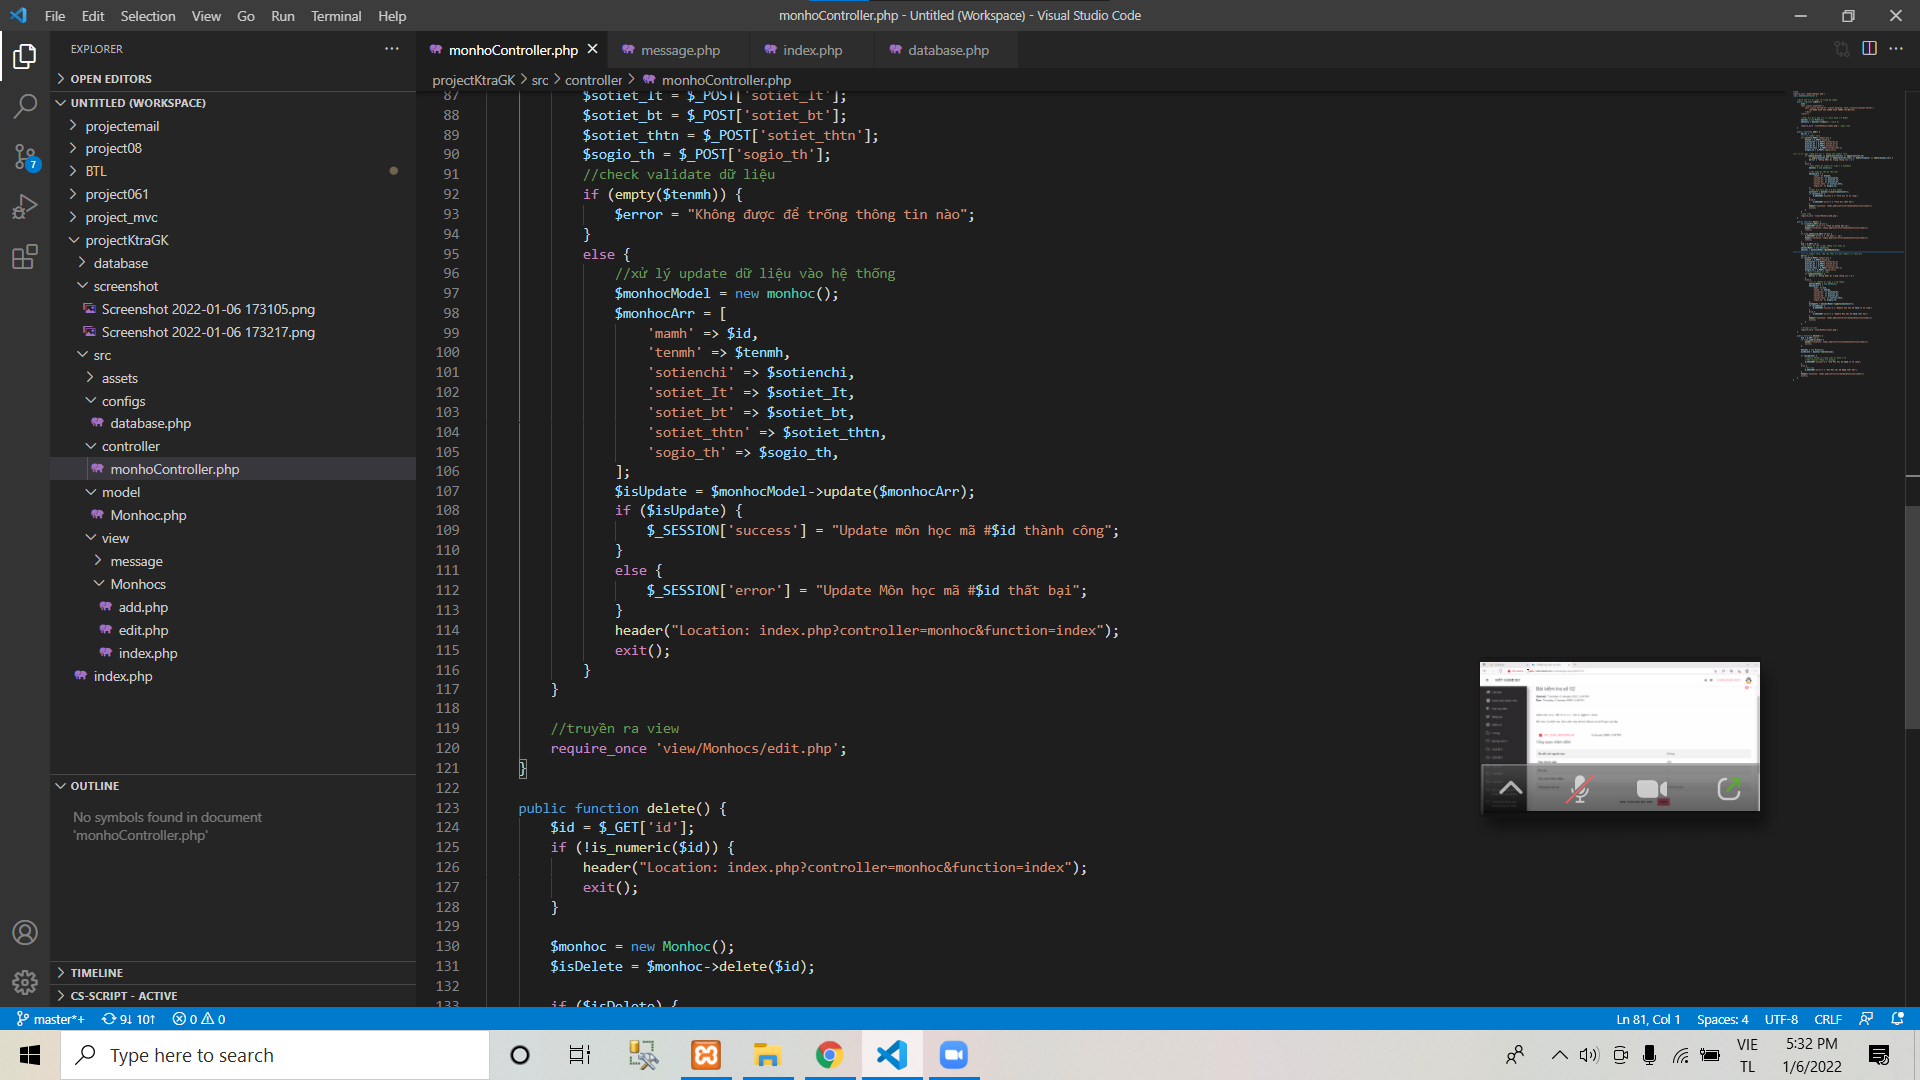 File Edit Selection View Go Run Terminal Help
monhoController.php - Untitled (Workspace) - Visual Studio Code
EXPLORER
OPEN EDITORS
UNTITLED (WORKSPACE)
projectemail
project08
BTL
project061
project_mvc
projectKtraGK
database
screenshot
Screenshot 2022-01-06 173105.png
Screenshot 2022-01-06 173217.png
src
assets
configs
database.php
controller
monhoController.php
model
Monhoc.php
view
message
Monhocs
add.php
edit.php
index.php
index.php
OUTLINE
No symbols found in document
'monhoController.php'
TIMELINE
CS-SCRIPT - ACTIVE
7
monhoController.php message.php index.php database.php
projectKtraGK > src > controller > monhoController.php
87 $sotiet_It = $_POST['sotiet_It'];
88 $sotiet_bt = $_POST['sotiet_bt'];
89 $sotiet_thtn = $_POST['sotiet_thtn'];
90 $sogio_th = $_POST['sogio_th'];
91 //check validate dữ liệu
92 if (empty($tenmh)) {
93 $error = "Không được để trống thông tin nào";
94 }
95 else {
96 //xử lý update dữ liệu vào hệ thống
97 $monhocModel = new monhoc();
98 $monhocArr = [
99 'mamh' => $id,
100 'tenmh' => $tenmh,
101 'sotienchi' => $sotienchi,
102 'sotiet_It' => $sotiet_It,
103 'sotiet_bt' => $sotiet_bt,
104 'sotiet_thtn' => $sotiet_thtn,
105 'sogio_th' => $sogio_th,
106 ];
107 $isUpdate = $monhocModel->update($monhocArr);
108 if ($isUpdate) {
109 $_SESSION['success'] = "Update môn học mã #$id thành công";
110 }
111 else {
112 $_SESSION['error'] = "Update Môn học mã #$id thất bại";
113 }
114 header("Location: index.php?controller=monhoc&function=index");
115 exit();
116 }
117 }
118
119 //truyền ra view
120 require_once 'view/Monhocs/edit.php';
121 }
122
123 public function delete() {
124 $id = $_GET['id'];
125 if (!is_numeric($id)) {
126 header("Location: index.php?controller=monhoc&function=index");
127 exit();
128 }
129
130 $monhoc = new Monhoc();
131 $isDelete = $monhoc->delete($id);
132
133 if ($isDelete) {
Bài kiểm tra số 02
master*+ 9↓ 10↑ 0 0
Ln 81, Col 1 Spaces: 4 UTF-8 CRLF
Type here to search
VIE
TL
5:32 PM
1/6/2022